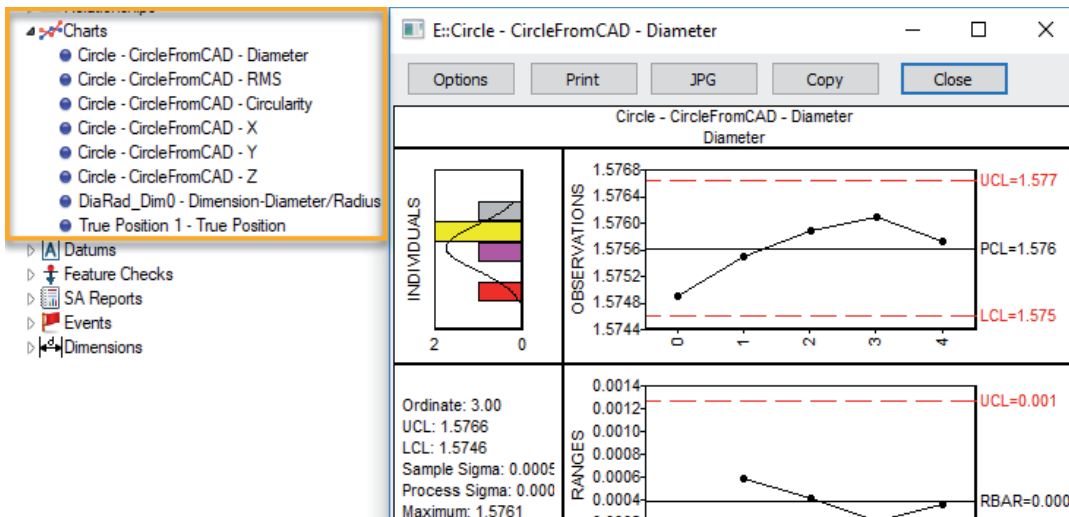 Relationships
Charts
Circle - CircleFromCAD - Diameter
Circle - CircleFromCAD - RMS
Circle - CircleFromCAD - Circularity
Circle - CircleFromCAD - X
Circle - CircleFromCAD - Y
Circle - CircleFromCAD - Z
DiaRad_Dim0 - Dimension-Diameter/Radius
True Position 1 - True Position
Datums
Feature Checks
SA Reports
Events
Dimensions
E::Circle - CircleFromCAD - Diameter
Options Print JPG Copy Close
Circle - CircleFromCAD - Diameter
Diameter
INDIVIDUALS
2 0
OBSERVATIONS
1.5768
1.5764
1.5760
1.5756
1.5752
1.5748
1.5744
UCL=1.577
PCL=1.576
LCL=1.575
0 1 2 3 4
Ordinate: 3.00
UCL: 1.5766
LCL: 1.5746
Sample Sigma: 0.0005
Process Sigma: 0.000
Maximum: 1.5761
RANGES
0.0014
0.0012
0.0010
0.0008
0.0006
0.0004
UCL=0.001
RBAR=0.000